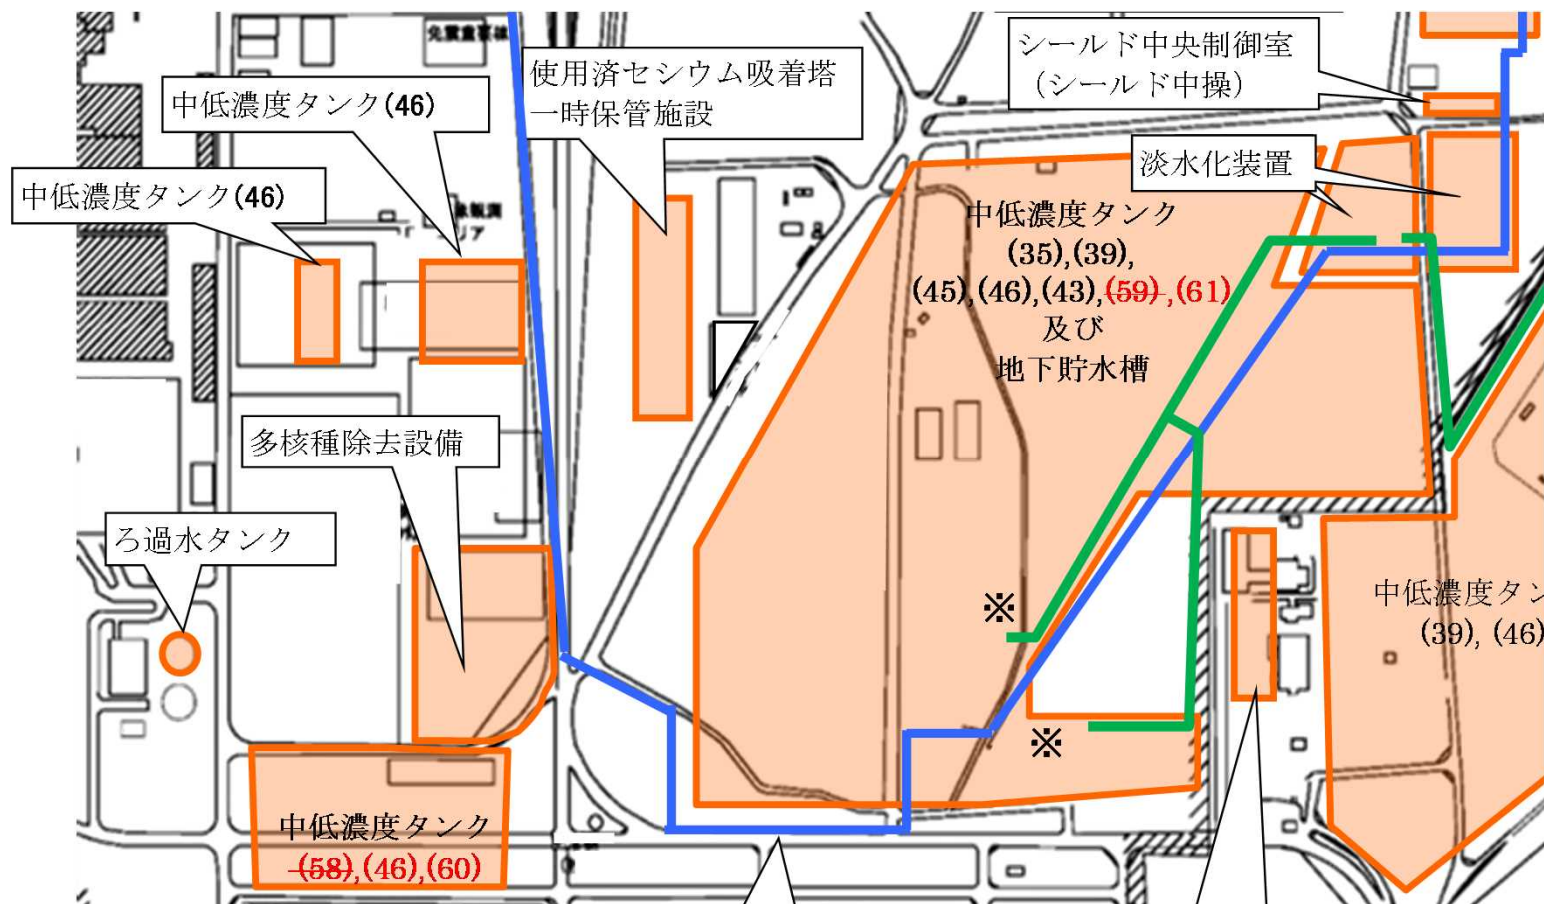 使用済セシウム吸着塔
一時保管施設
シールド中央制御室
（シールド中操）
中低濃度タンク(46)
中低濃度タンク(46)
淡水化装置
中低濃度タンク
(35),(39),
(45),(46),(43),(59),(61)
及び
地下貯水槽
多核種除去設備
ろ過水タンク
※
※
中低濃度タン
(39), (46)
中低濃度タンク
(58),(46),(60)